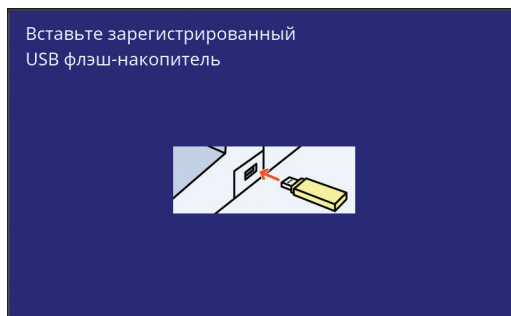 Вставьте зарегистрированный
USB флэш-накопитель